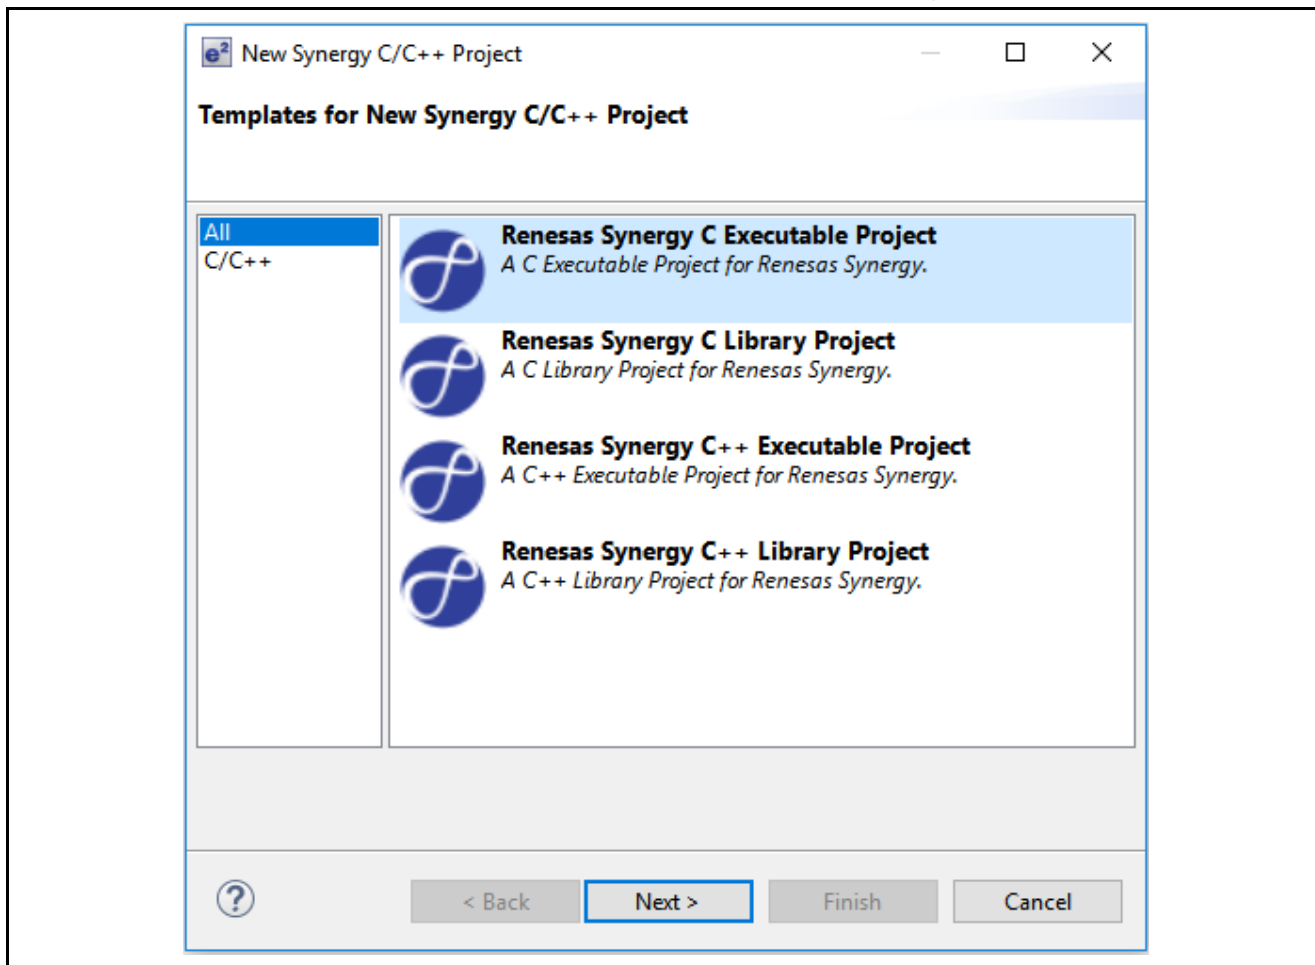 e² New Synergy C/C++ Project
Templates for New Synergy C/C++ Project
All
C/C++
Renesas Synergy C Executable Project
A C Executable Project for Renesas Synergy.
Renesas Synergy C Library Project
A C Library Project for Renesas Synergy.
Renesas Synergy C++ Executable Project
A C++ Executable Project for Renesas Synergy.
Renesas Synergy C++ Library Project
A C++ Library Project for Renesas Synergy.
?
< Back
Next >
Finish
Cancel